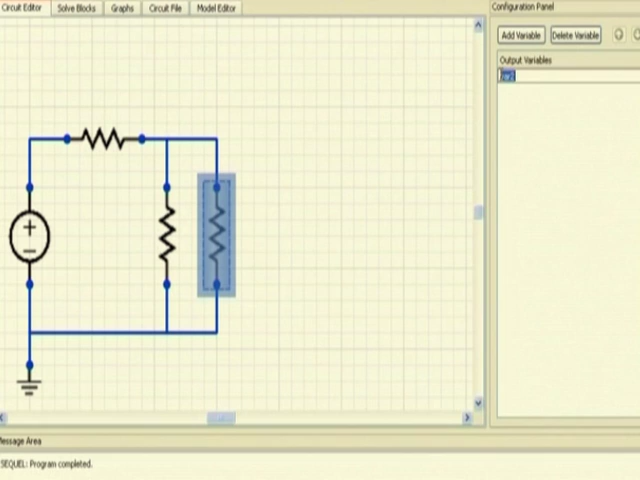 Circuit Editor Solve Blocks Graphs Circuit File Model Editor
Configuration Panel
Add Variable Delete Variable
Output Variables
Message Area
SEQUEL: Program completed.